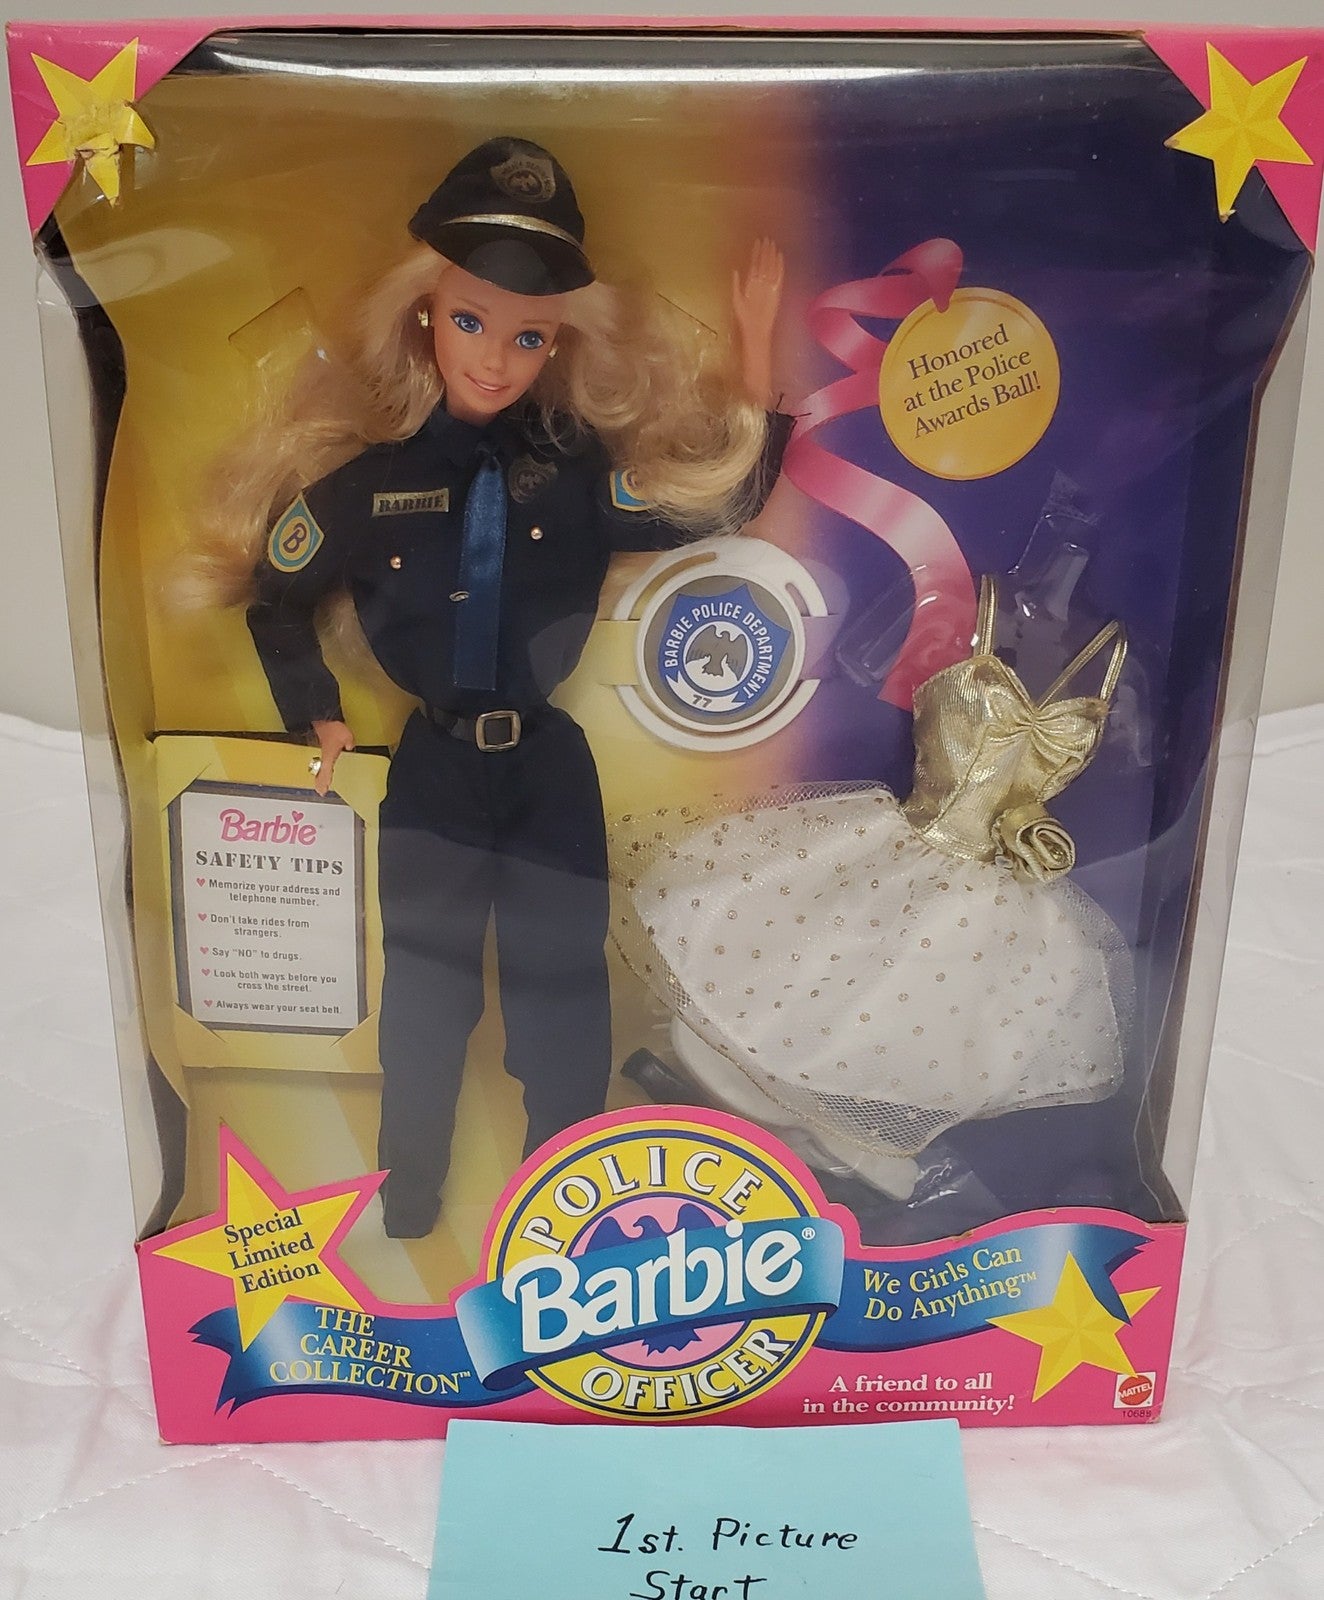 Honored
at the Police
Awards Ball!
BARBIE
B
BARBIE POLICE DEPARTMENT
77
Barbie®
SAFETY TIPS
♥ Memorize your address and
telephone number.
♥ Don't take rides from
strangers.
♥ Say "NO" to drugs.
♥ Look both ways before you
cross the street.
♥ Always wear your seat belt.
Special
Limited
Edition
THE
CAREER
COLLECTION™
POLICE
Barbie®
OFFICER
We Girls Can
Do Anything™
A friend to all
in the community!
MATTEL
10688
1st. Picture
Start